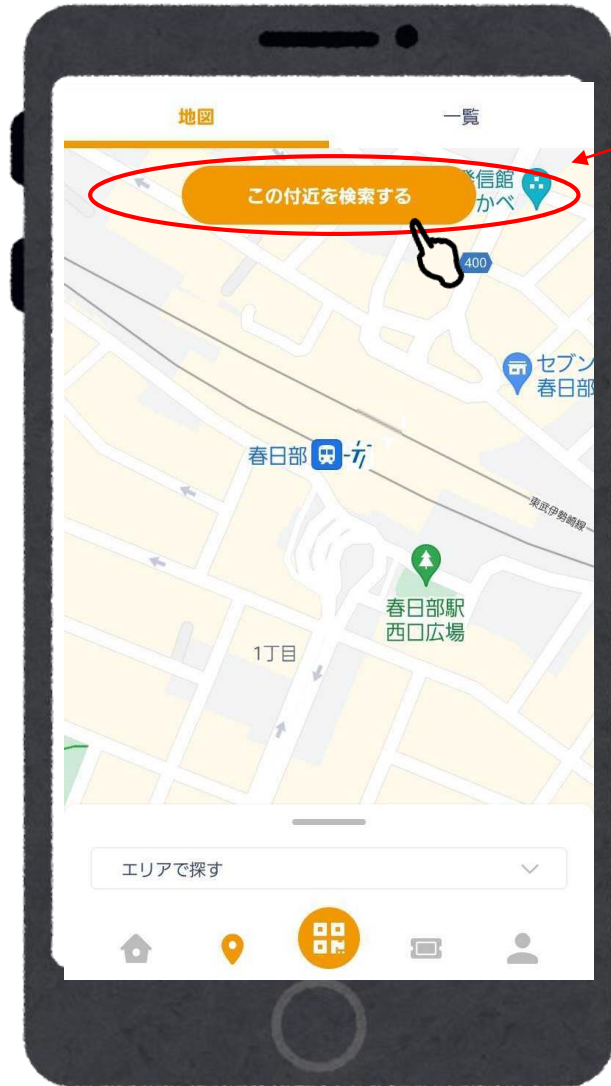 地図
一覧
この付近を検索する
信館
かべ
400
セブン
春日部
春日部
東武伊勢崎線
春日部駅
西口広場
1丁目
エリアで探す